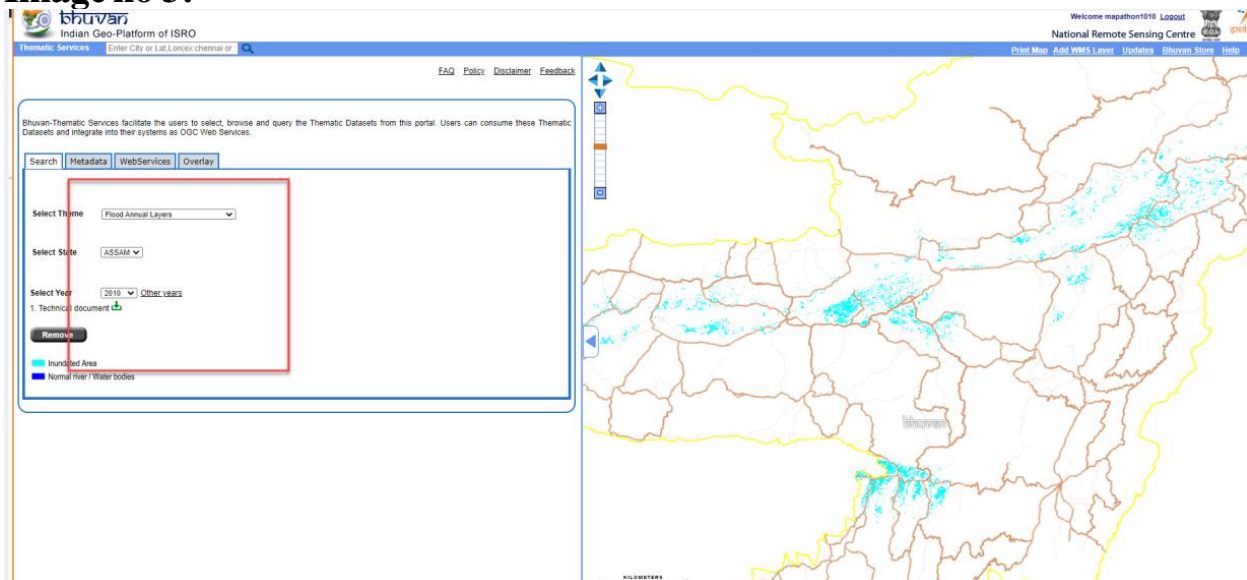 Image no 3:
bhuvan
Indian Geo-Platform of ISRO
Welcome mapathon1010 Logout
National Remote Sensing Centre
Thematic Services Enter City or Lat,Lon(ex:chennai or
Print Map Add WMS Layer Updates Bhuvan Store Help
FAQ Policy Disclaimer Feedback
Bhuvan-Thematic Services facilitate the users to select, browse and query the Thematic Datasets from this portal. Users can consume these Thematic
Datasets and integrate into their systems as OGC Web Services.
Search Metadata WebServices Overlay
Select Theme Flood Annual Layers
Select State ASSAM
Select Year 2010 Other years
1. Technical document
Remove
Inundated Area
Normal river / Water bodies
bhuvan
KILOMETERS